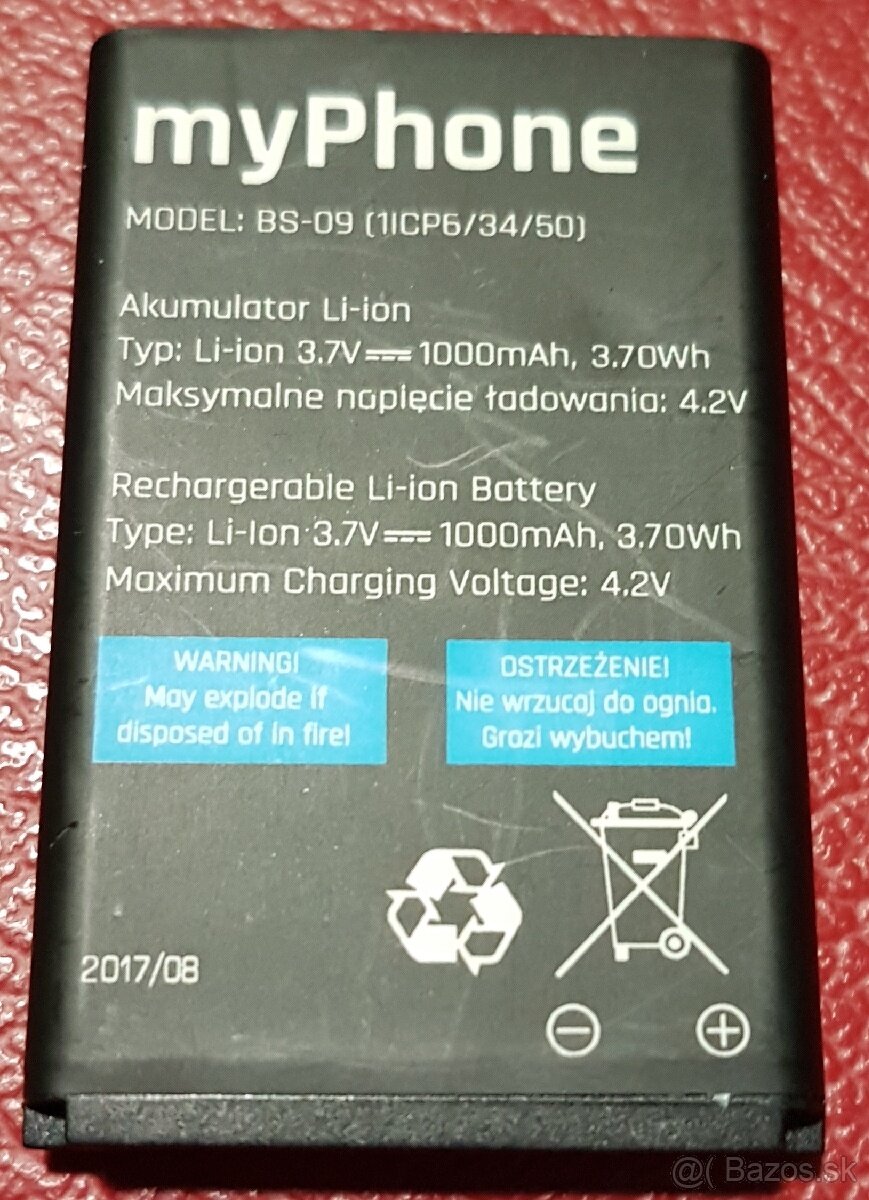 myPhone
MODEL: BS-09 (1ICP6/34/50)
Akumulator Li-ion
Typ: Li-ion 3.7V⎓1000mAh, 3.70Wh
Maksymalne napięcie ładowania: 4.2V
Rechargerable Li-ion Battery
Type: Li-Ion 3.7V⎓1000mAh, 3.70Wh
Maximum Charging Voltage: 4.2V
WARNING!
May explode if
disposed of in fire!
OSTRZEŻENIE!
Nie wrzucaj do ognia.
Grozi wybuchem!
2017/08
@( Bazos.sk